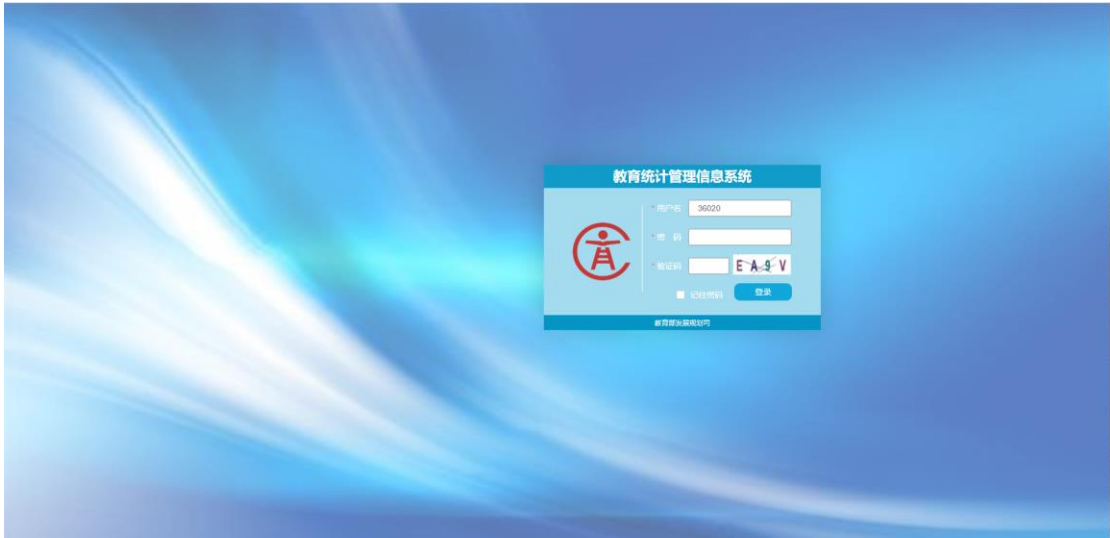 教育统计管理信息系统
* 用户名 36020
* 密 码
* 验证码 E A 9 V
记住密码 登录
教育部发展规划司